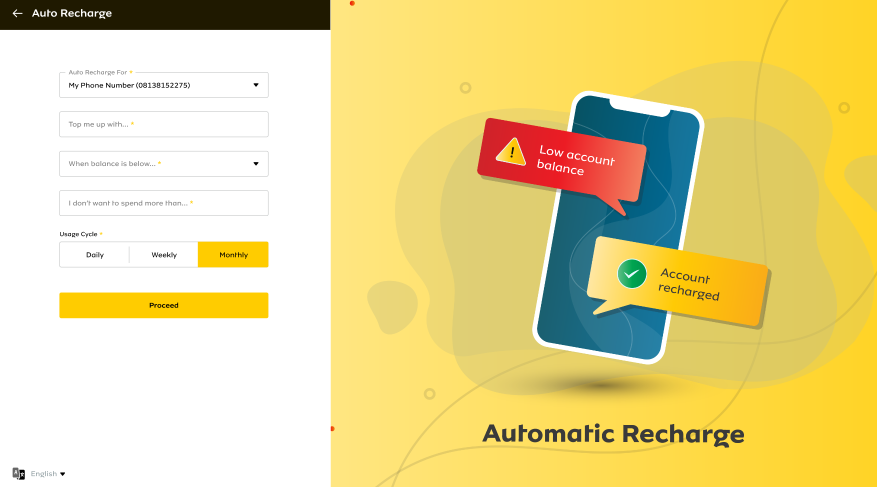 Auto Recharge
Auto Recharge For *
My Phone Number (08138152275)
Top me up with... *
When balance is below... *
I don't want to spend more than... *
Usage Cycle *
Daily Weekly Monthly
Proceed
English
Low account
balance
Account
recharged
Automatic Recharge